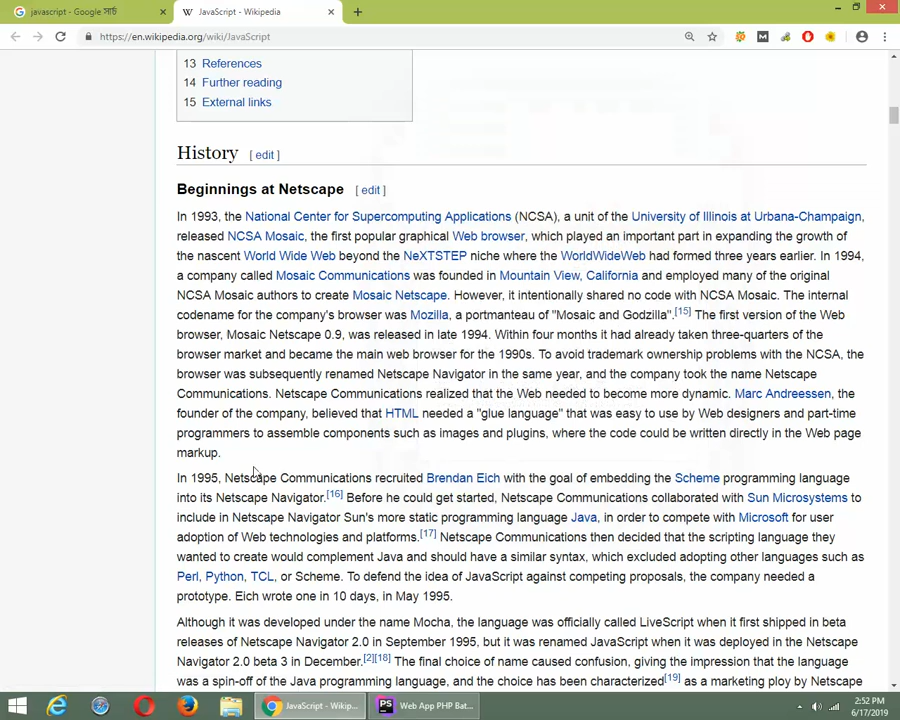 javascript - Google সার্চ
JavaScript - Wikipedia
https://en.wikipedia.org/wiki/JavaScript
13 References
14 Further reading
15 External links
History [ edit ]
Beginnings at Netscape [ edit ]
In 1993, the National Center for Supercomputing Applications (NCSA), a unit of the University of Illinois at Urbana-Champaign,
released NCSA Mosaic, the first popular graphical Web browser, which played an important part in expanding the growth of
the nascent World Wide Web beyond the NeXTSTEP niche where the WorldWideWeb had formed three years earlier. In 1994,
a company called Mosaic Communications was founded in Mountain View, California and employed many of the original
NCSA Mosaic authors to create Mosaic Netscape. However, it intentionally shared no code with NCSA Mosaic. The internal
codename for the company's browser was Mozilla, a portmanteau of "Mosaic and Godzilla".[15] The first version of the Web
browser, Mosaic Netscape 0.9, was released in late 1994. Within four months it had already taken three-quarters of the
browser market and became the main web browser for the 1990s. To avoid trademark ownership problems with the NCSA, the
browser was subsequently renamed Netscape Navigator in the same year, and the company took the name Netscape
Communications. Netscape Communications realized that the Web needed to become more dynamic. Marc Andreessen, the
founder of the company, believed that HTML needed a "glue language" that was easy to use by Web designers and part-time
programmers to assemble components such as images and plugins, where the code could be written directly in the Web page
markup.
In 1995, Netscape Communications recruited Brendan Eich with the goal of embedding the Scheme programming language
into its Netscape Navigator.[16] Before he could get started, Netscape Communications collaborated with Sun Microsystems to
include in Netscape Navigator Sun's more static programming language Java, in order to compete with Microsoft for user
adoption of Web technologies and platforms.[17] Netscape Communications then decided that the scripting language they
wanted to create would complement Java and should have a similar syntax, which excluded adopting other languages such as
Perl, Python, TCL, or Scheme. To defend the idea of JavaScript against competing proposals, the company needed a
prototype. Eich wrote one in 10 days, in May 1995.
Although it was developed under the name Mocha, the language was officially called LiveScript when it first shipped in beta
releases of Netscape Navigator 2.0 in September 1995, but it was renamed JavaScript when it was deployed in the Netscape
Navigator 2.0 beta 3 in December.[2][18] The final choice of name caused confusion, giving the impression that the language
was a spin-off of the Java programming language, and the choice has been characterized[19] as a marketing ploy by Netscape
JavaScript - Wikip...
Web App PHP Bat...
2:52 PM
6/17/2019